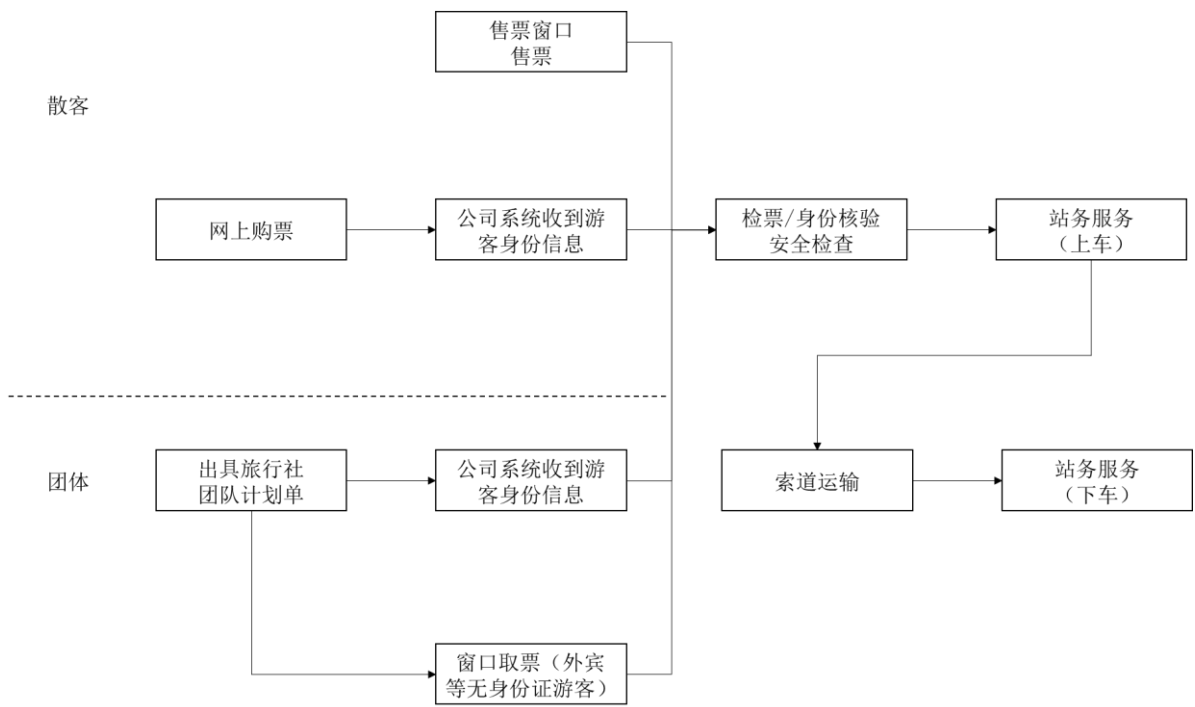 售票窗口
售票
散客
网上购票
公司系统收到游
客身份信息
检票/身份核验
安全检查
站务服务
（上车）
团体
出具旅行社
团队计划单
公司系统收到游
客身份信息
索道运输
站务服务
（下车）
窗口取票（外宾
等无身份证游客）